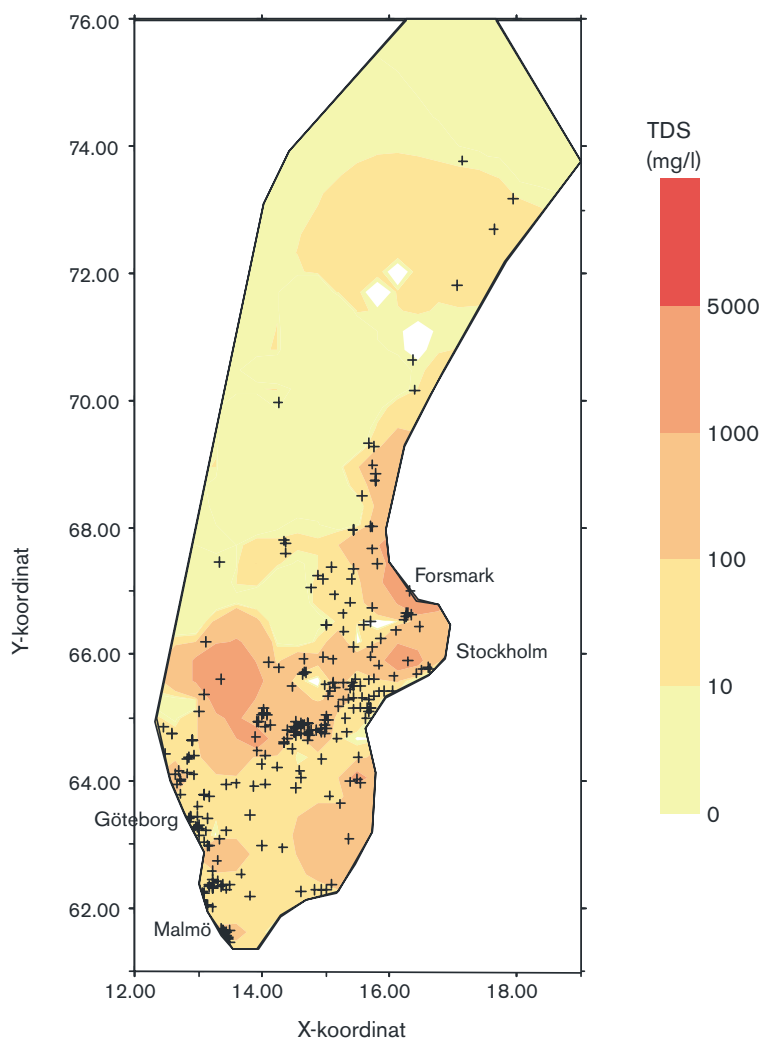 76.00
TDS
(mg/l)
74.00
72.00
5000
70.00
1000
68.00
Forsmark
100
Y-koordinat
66.00
Stockholm
10
64.00
Göteborg
0
62.00
Malmö
12.00 14.00 16.00 18.00
X-koordinat